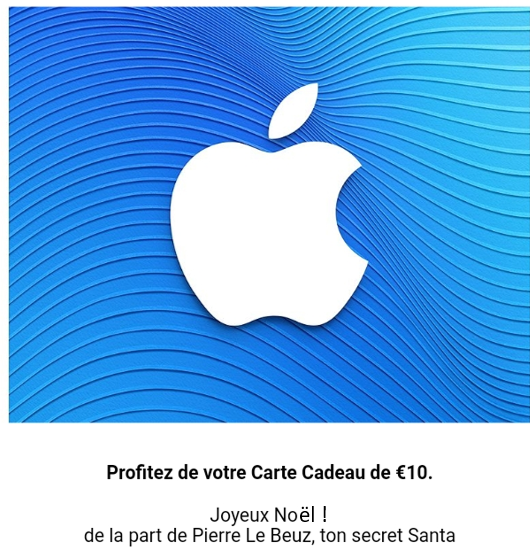 Profitez de votre Carte Cadeau de €10.
Joyeux Noël !
de la part de Pierre Le Beuz, ton secret Santa